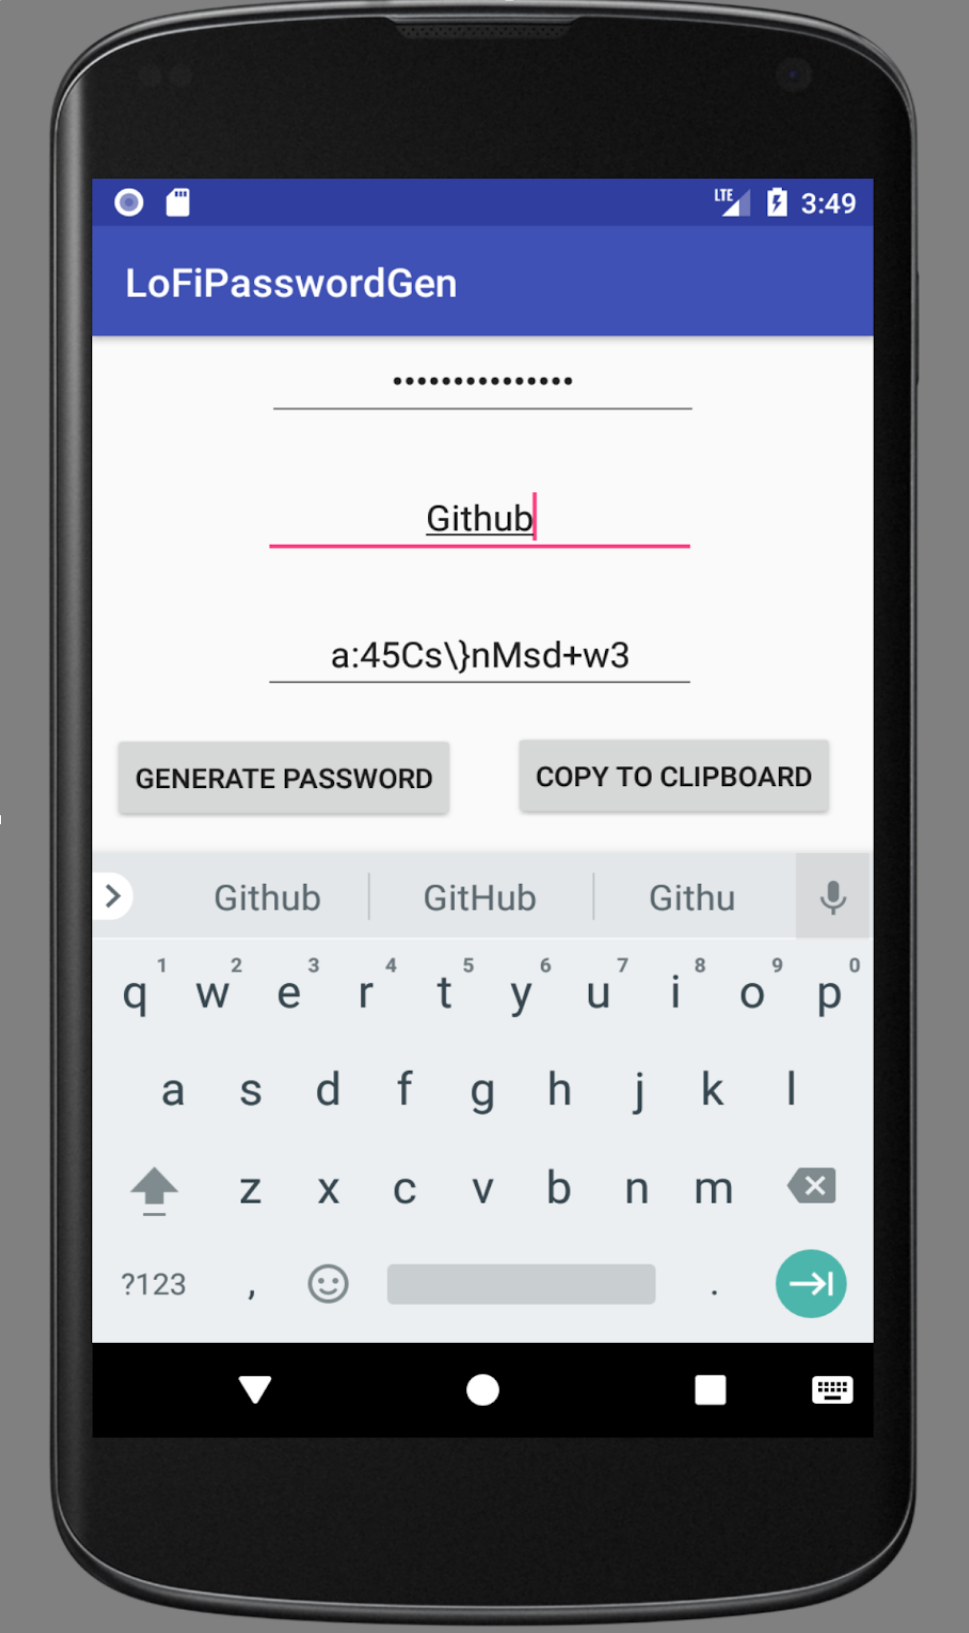 LTE 3:49
LoFiPasswordGen
•••••••••••••••
Github
a:45Cs\}nMsd+w3
GENERATE PASSWORD COPY TO CLIPBOARD
Github GitHub Githu
1 2 3 4 5 6 7 8 9 0
q w e r t y u i o p
a s d f g h j k l
z x c v b n m
?123 , .